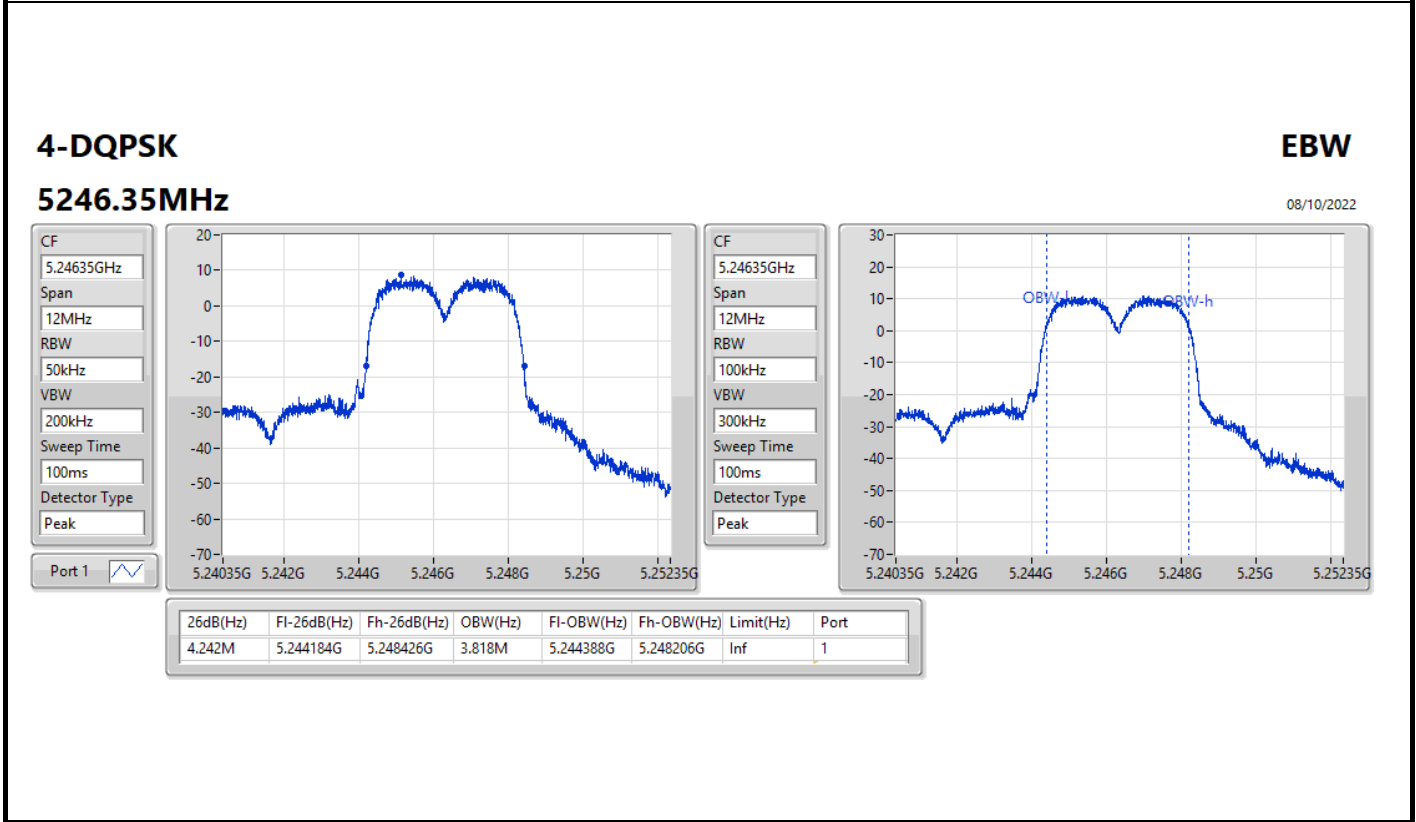 4-DQPSK
EBW
5246.35MHz
08/10/2022
CF
5.24635GHz
Span
12MHz
RBW
50kHz
VBW
200kHz
Sweep Time
100ms
Detector Type
Peak
Port 1
20
10
0
-10
-20
-30
-40
-50
-60
-70
5.24035G 5.242G 5.244G 5.246G 5.248G 5.25G 5.25235G
CF
5.24635GHz
Span
12MHz
RBW
100kHz
VBW
300kHz
Sweep Time
100ms
Detector Type
Peak
30
20
10
0
-10
-20
-30
-40
-50
-60
-70
OBW-l OBW-h
5.24035G 5.242G 5.244G 5.246G 5.248G 5.25G 5.25235G
26dB(Hz) Fl-26dB(Hz) Fh-26dB(Hz) OBW(Hz) Fl-OBW(Hz) Fh-OBW(Hz) Limit(Hz) Port
4.242M 5.244184G 5.248426G 3.818M 5.244388G 5.248206G Inf 1